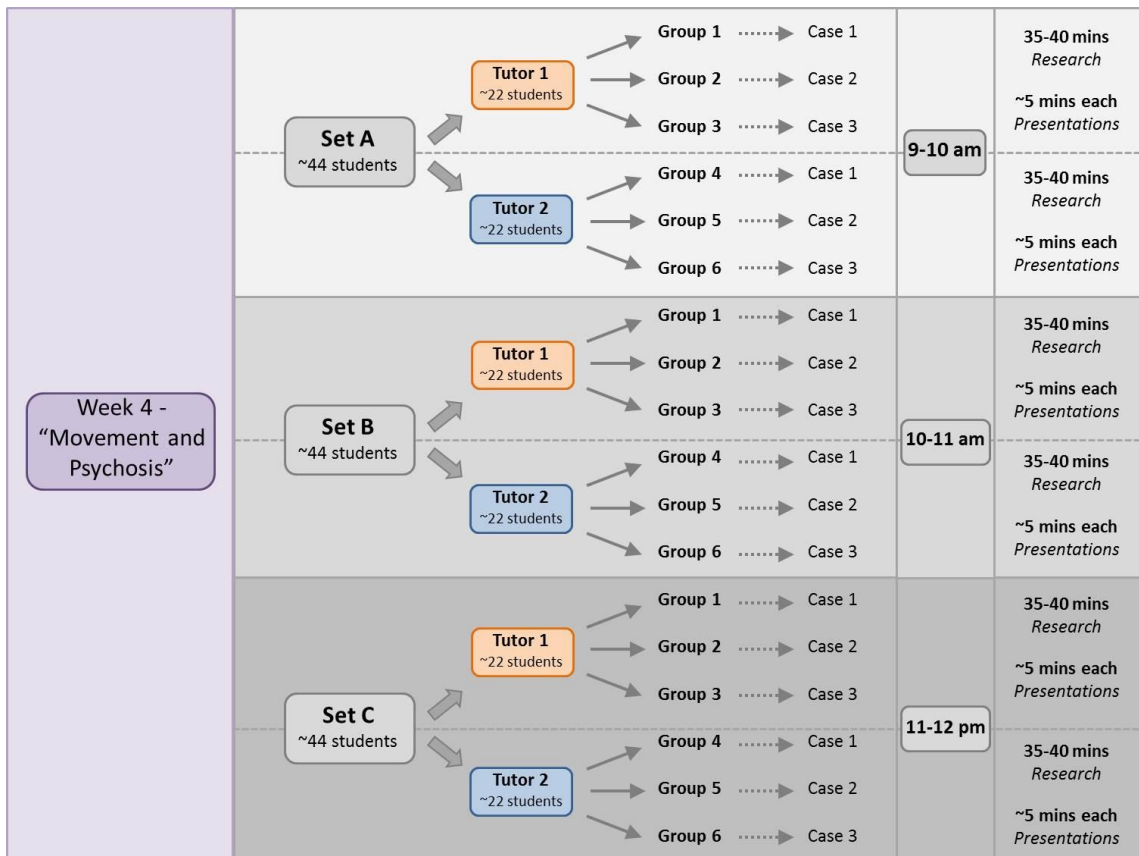 Week 4 -
“Movement and
Psychosis”
Set A
~44 students
Tutor 1
~22 students
Group 1
Case 1
Group 2
Case 2
Group 3
Case 3
Tutor 2
~22 students
Group 4
Case 1
Group 5
Case 2
Group 6
Case 3
9-10 am
35-40 mins
Research
~5 mins each
Presentations
35-40 mins
Research
~5 mins each
Presentations
Set B
~44 students
Tutor 1
~22 students
Group 1
Case 1
Group 2
Case 2
Group 3
Case 3
Tutor 2
~22 students
Group 4
Case 1
Group 5
Case 2
Group 6
Case 3
10-11 am
35-40 mins
Research
~5 mins each
Presentations
35-40 mins
Research
~5 mins each
Presentations
Set C
~44 students
Tutor 1
~22 students
Group 1
Case 1
Group 2
Case 2
Group 3
Case 3
Tutor 2
~22 students
Group 4
Case 1
Group 5
Case 2
Group 6
Case 3
11-12 pm
35-40 mins
Research
~5 mins each
Presentations
35-40 mins
Research
~5 mins each
Presentations